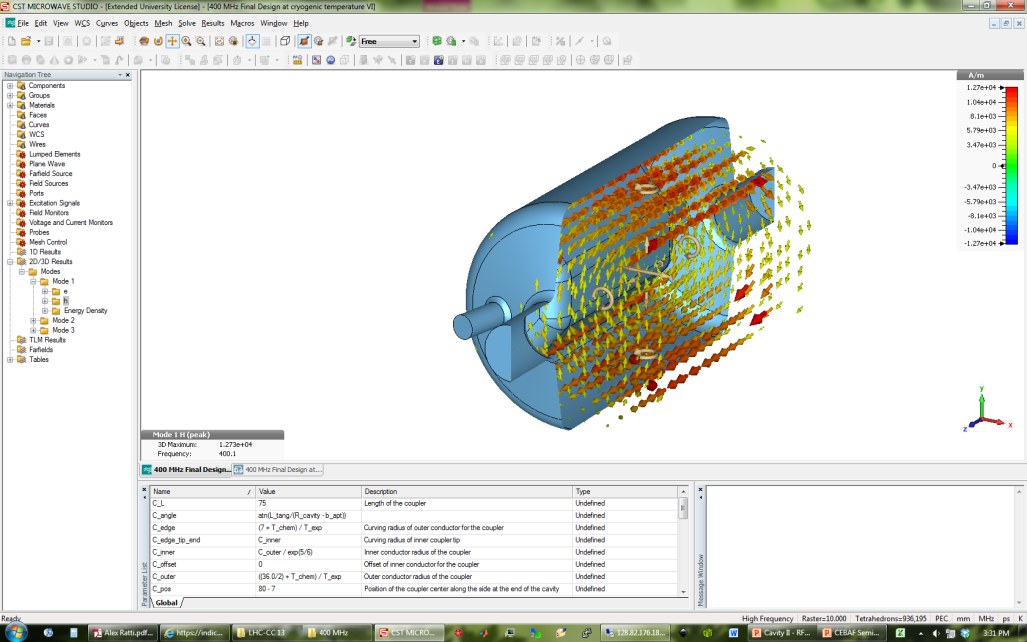 CST MICROWAVE STUDIO - [Extended University License] - [400 MHz Final Design at cryogenic temperature VI]
File Edit View WCS Curves Objects Mesh Solve Results Macros Window Help
Free
Navigation Tree
Components
Groups
Materials
Faces
Curves
WCS
Wires
Lumped Elements
Plane Wave
Farfield Source
Field Sources
Ports
Excitation Signals
Field Monitors
Voltage and Current Monitors
Probes
Mesh Control
1D Results
2D/3D Results
Modes
Mode 1
e
h
Energy Density
Mode 2
Mode 3
TLM Results
Farfields
Tables
A/m
1.27e+04
1.04e+04
8.1e+03
5.79e+03
3.47e+03
0
-3.47e+03
-5.79e+03
-8.1e+03
-1.04e+04
-1.27e+04
y
x
z
Mode 1 H (peak)
3D Maximum: 1.273e+04
Frequency: 400.1
400 MHz Final Design... 400 MHz Final Design at...
Parameter List
Name / Value Description Type
C_L 75 Length of the coupler Undefined
C_angle atn(L_tang/(R_cavity - b_apt)) Undefined
C_edge (7 + T_chem) / T_exp Curving radius of outer conductor for the coupler Undefined
C_edge_tip_end C_inner Curving radius of inner coupler tip Undefined
C_inner C_outer / exp(5/6) Inner conductor radius of the coupler Undefined
C_offset 0 Offset of inner conductor for the coupler Undefined
C_outer ((36.0/2) + T_chem) / T_exp Outer conductor radius of the coupler Undefined
C_pos 80 - 7 Position of the coupler center along the side at the end of the cavity Undefined
Global
Message Window
Ready
High Frequency Raster=10.000 Tetrahedrons=936,195 PEC mm MHz ps K
Alex Ratti.pdf... https://indic... LHC-CC13 400 MHz CST MICRO... 128.82.176.18... Cavity II - RF... CEBAF Semi... 3:31 PM